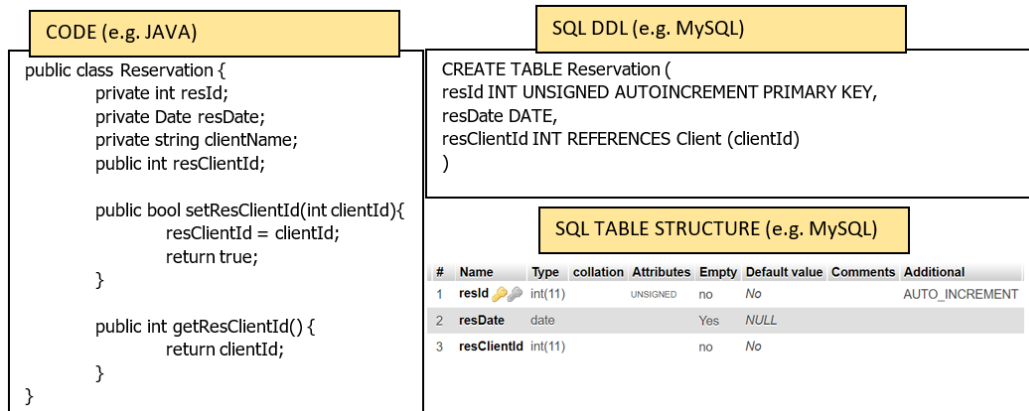 CODE (e.g. JAVA)
public class Reservation {
private int resId;
private Date resDate;
private string clientName;
public int resClientId;
public bool setResClientId(int clientId){
resClientId = clientId;
return true;
}
public int getResClientId() {
return clientId;
}
}
SQL DDL (e.g. MySQL)
CREATE TABLE Reservation (
resId INT UNSIGNED AUTOINCREMENT PRIMARY KEY,
resDate DATE,
resClientId INT REFERENCES Client (clientId)
)
SQL TABLE STRUCTURE (e.g. MySQL)
# Name Type collation Attributes Empty Default value Comments Additional
1 resId int(11) UNSIGNED no No AUTO_INCREMENT
2 resDate date Yes NULL
3 resClientId int(11) no No